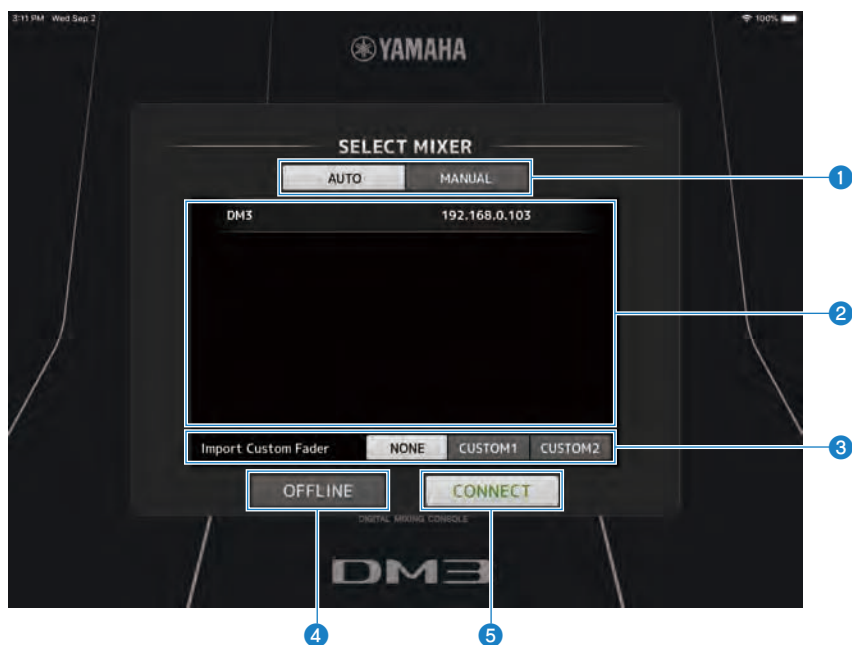 3:11 PM Wed Sep 2
100%
YAMAHA
SELECT MIXER
AUTO MANUAL
1
DM3 192.168.0.103
2
Import Custom Fader NONE CUSTOM1 CUSTOM2
3
OFFLINE CONNECT
DIGITAL MIXING CONSOLE
DM3
4 5